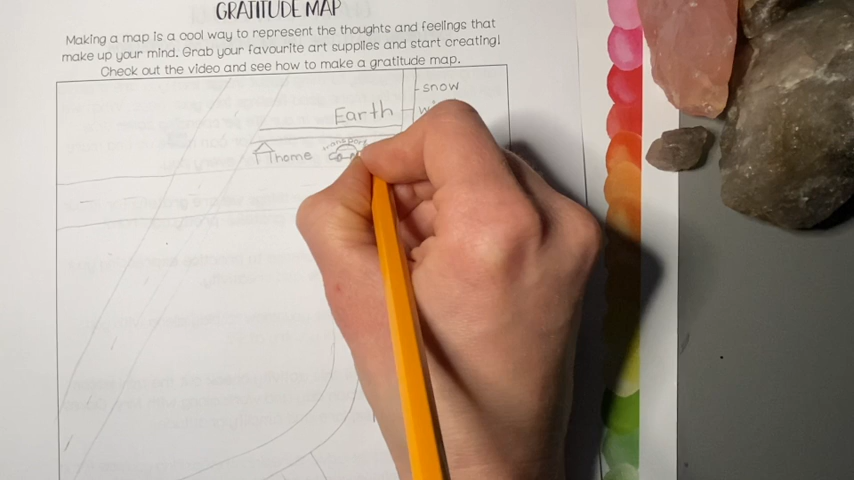 GRATITUDE MAP
Making a map is a cool way to represent the thoughts and feelings that
make up your mind. Grab your favourite art supplies and start creating!
Check out the video and see how to make a gratitude map.
snow
Earth
home